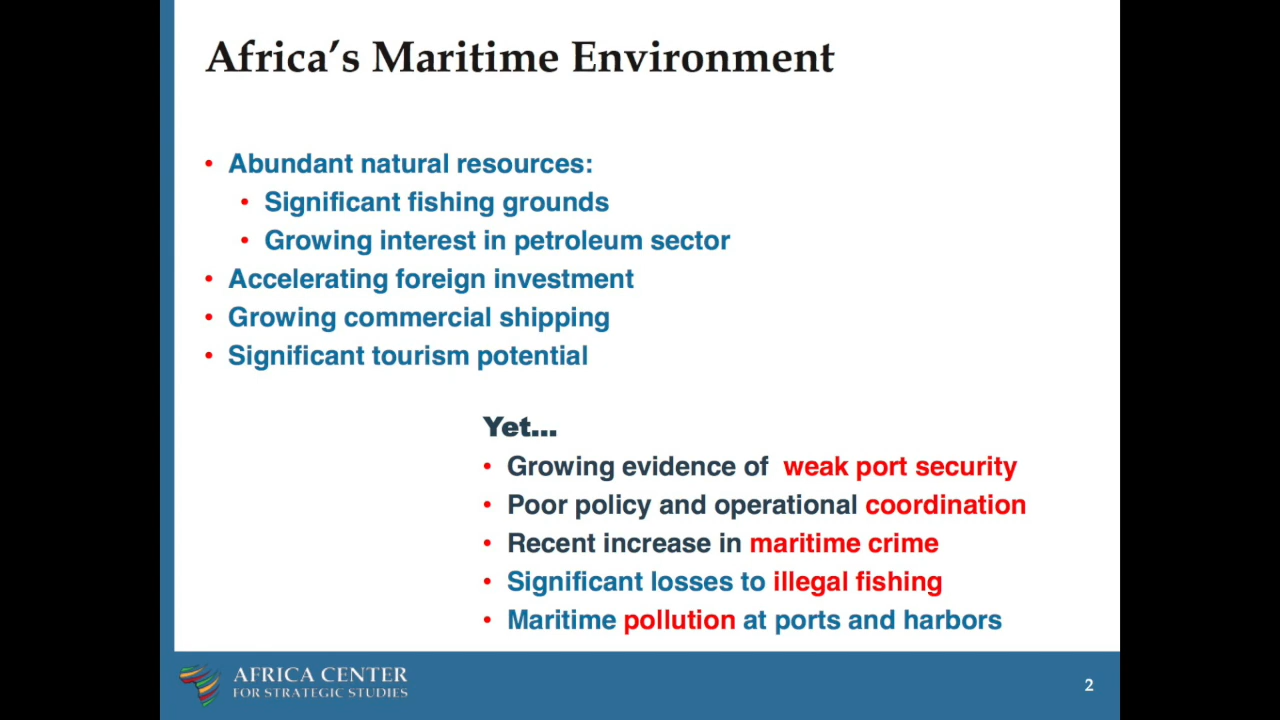 Africa’s Maritime Environment
• Abundant natural resources:
• Significant fishing grounds
• Growing interest in petroleum sector
• Accelerating foreign investment
• Growing commercial shipping
• Significant tourism potential
Yet…
• Growing evidence of weak port security
• Poor policy and operational coordination
• Recent increase in maritime crime
• Significant losses to illegal fishing
• Maritime pollution at ports and harbors
AFRICA CENTER
FOR STRATEGIC STUDIES
2